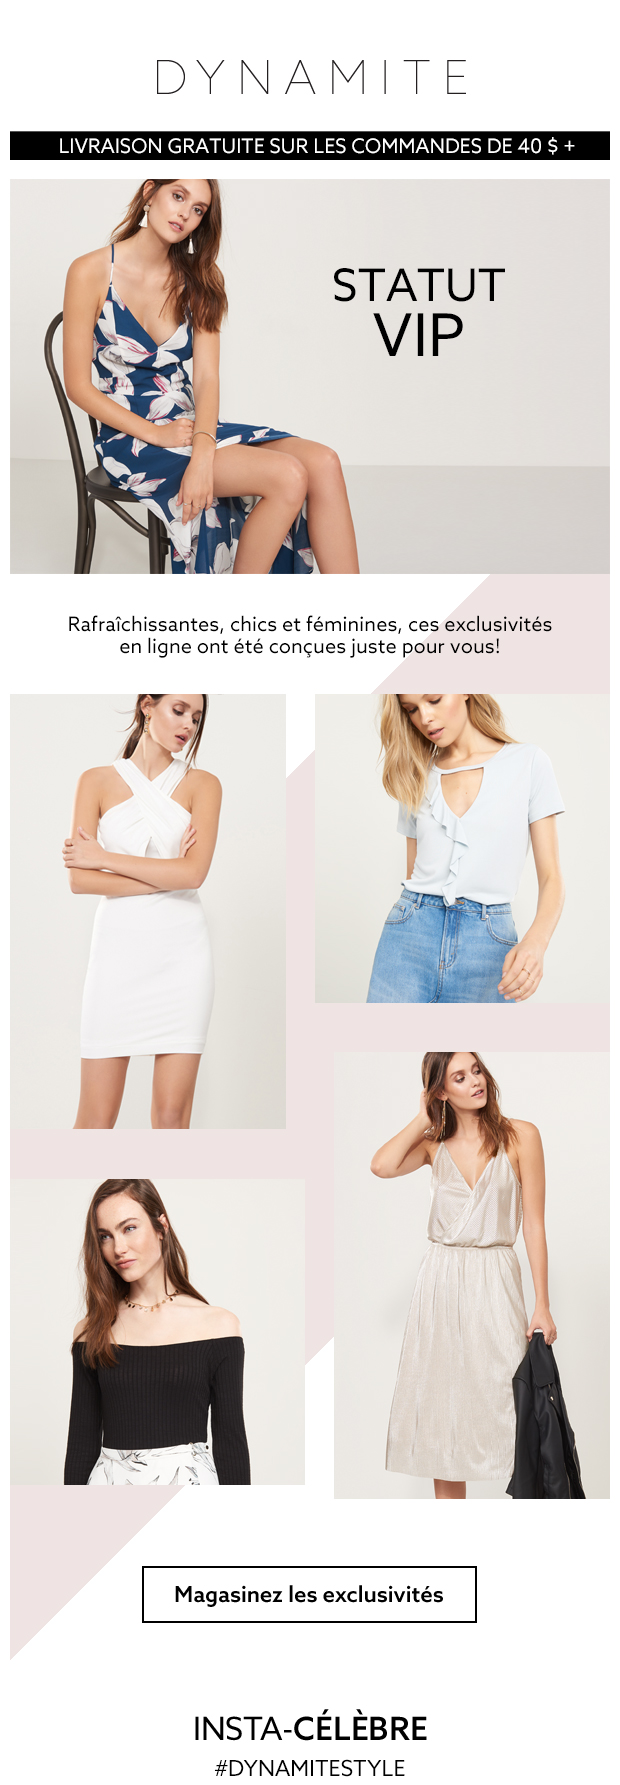 DYNAMITE
LIVRAISON GRATUITE SUR LES COMMANDES DE 40 $ +
STATUT
VIP
Rafraîchissantes, chics et féminines, ces exclusivités
en ligne ont été conçues juste pour vous!
Magasinez les exclusivités
INSTA-CÉLÈBRE
#DYNAMITESTYLE